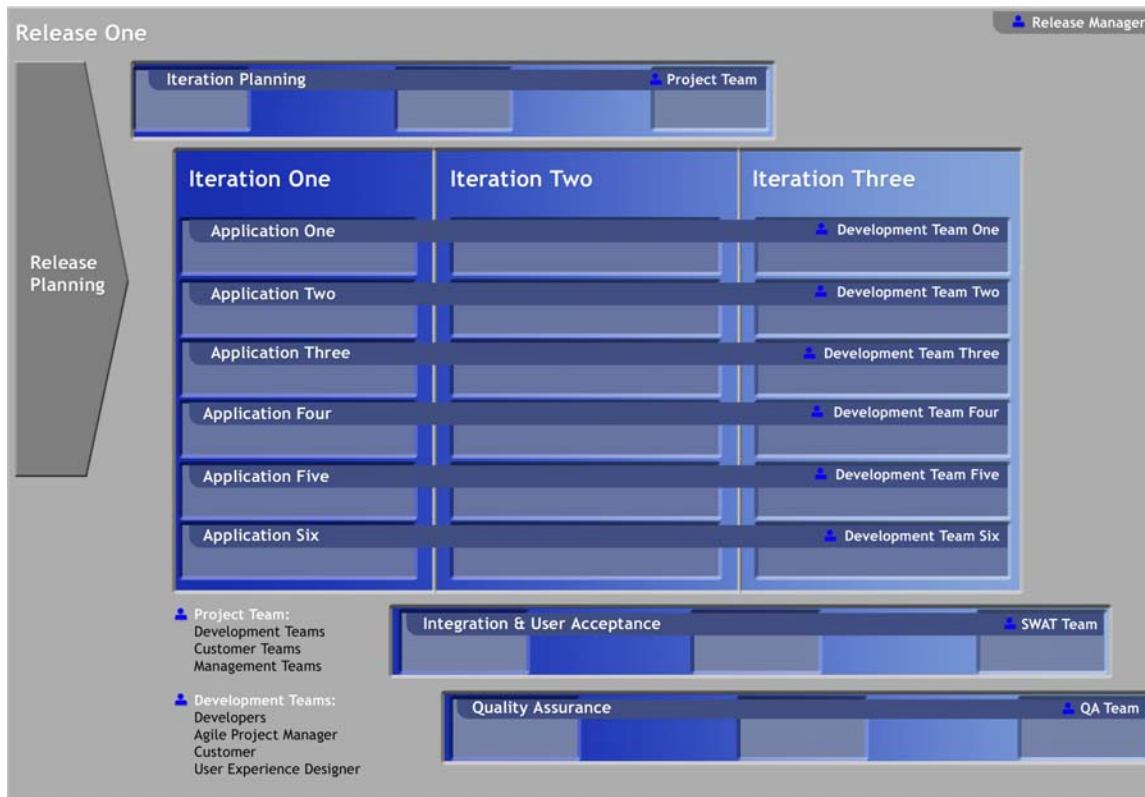 Release One
Release Manager
Iteration Planning
Project Team
Release
Planning
Iteration One
Iteration Two
Iteration Three
Application One
Development Team One
Application Two
Development Team Two
Application Three
Development Team Three
Application Four
Development Team Four
Application Five
Development Team Five
Application Six
Development Team Six
Project Team:
Development Teams
Customer Teams
Management Teams
Integration & User Acceptance
SWAT Team
Development Teams:
Developers
Agile Project Manager
Customer
User Experience Designer
Quality Assurance
QA Team